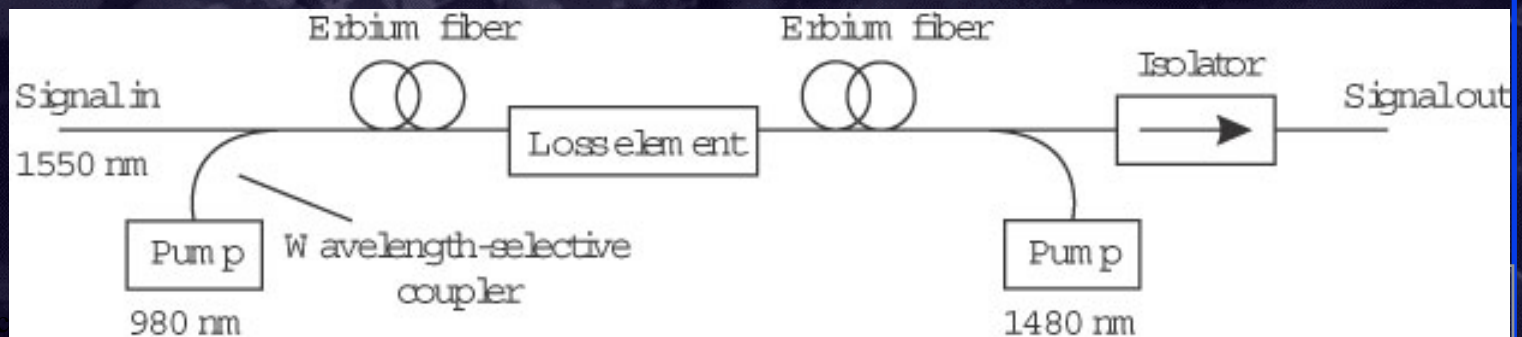 Erbium fiber
Erbium fiber
Isolator
Signal in
Signal out
1550 nm
Loss element
Pump
Wavelength-selective
coupler
Pump
980 nm
1480 nm